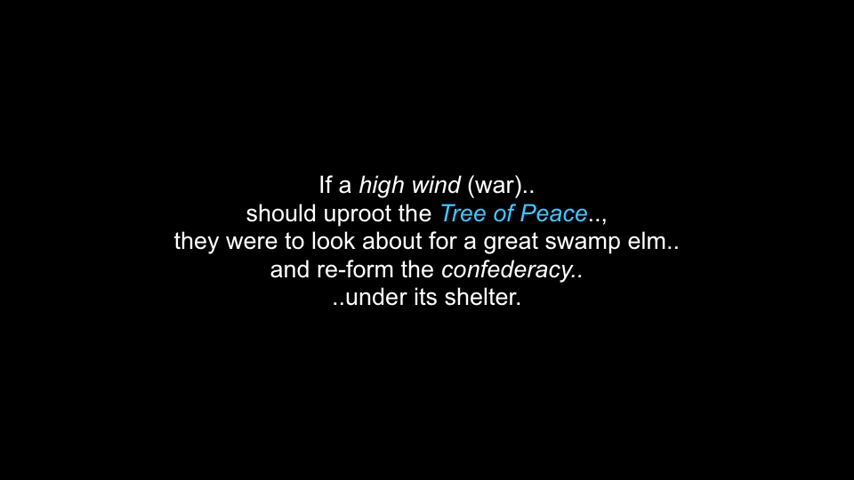 If a high wind (war)..
should uproot the Tree of Peace..,
they were to look about for a great swamp elm..
and re-form the confederacy..
..under its shelter.